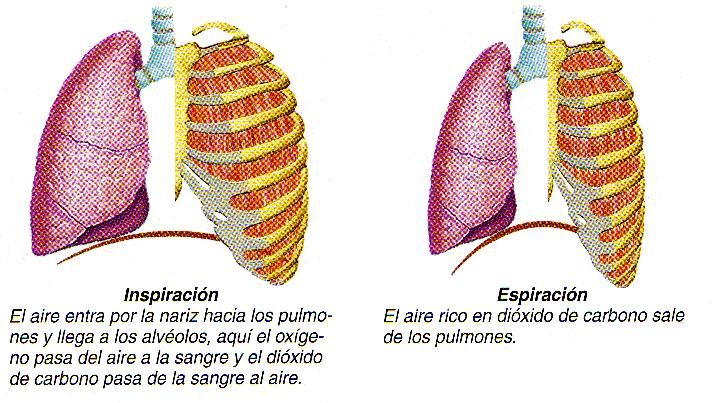 Inspiración
El aire entra por la nariz hacia los pulmo-
nes y llega a los alvéolos, aquí el oxíge-
no pasa del aire a la sangre y el dióxido
de carbono pasa de la sangre al aire.
Espiración
El aire rico en dióxido de carbono sale
de los pulmones.